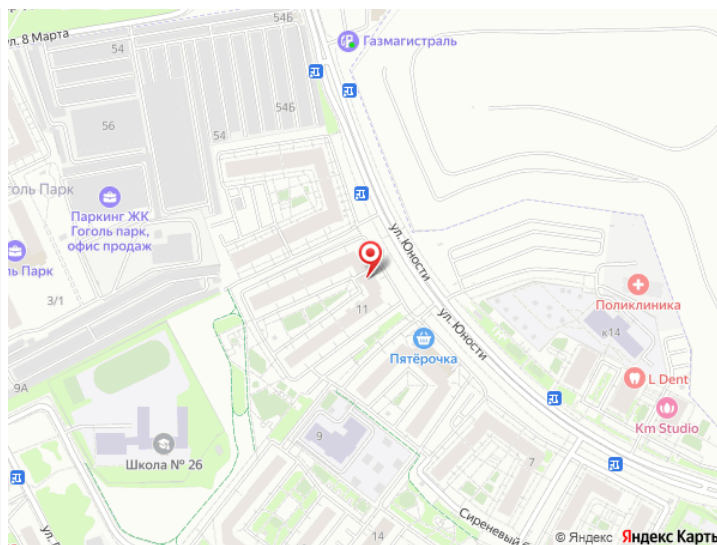 54Б
ул. 8 Марта
54
Газмагистраль
54Б
56
54
Гоголь Парк
Паркинг ЖК
Гоголь парк,
офис продаж
ул. Юности
ль Парк
Поликлиника
3/1
11
ул. Юности
к14
Пятёрочка
L Dent
9А
Km Studio
9
Школа № 26
7
Сиреневый
14
© Яндекс Яндекс Карты